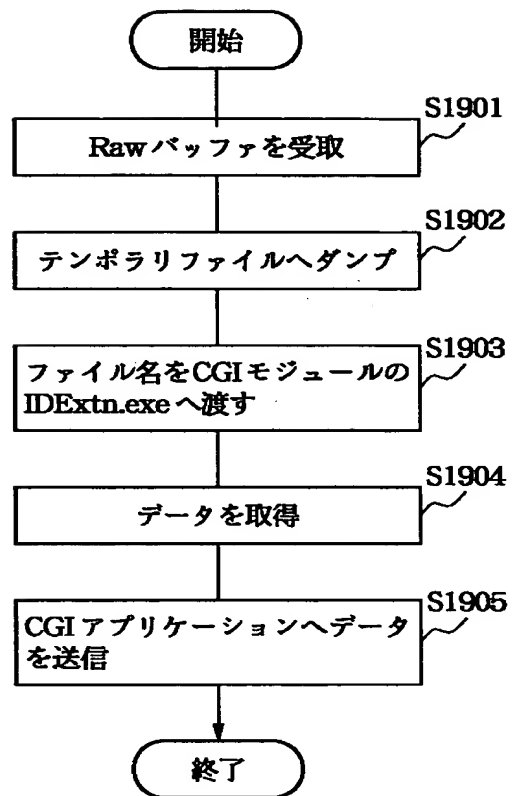 開始
S1901
Rawバッファを受取
S1902
テンポラリファイルへダンプ
S1903
ファイル名をCGIモジュールの
IDExtn.exeへ渡す
S1904
データを取得
S1905
CGIアプリケーションへデータ
を送信
終了